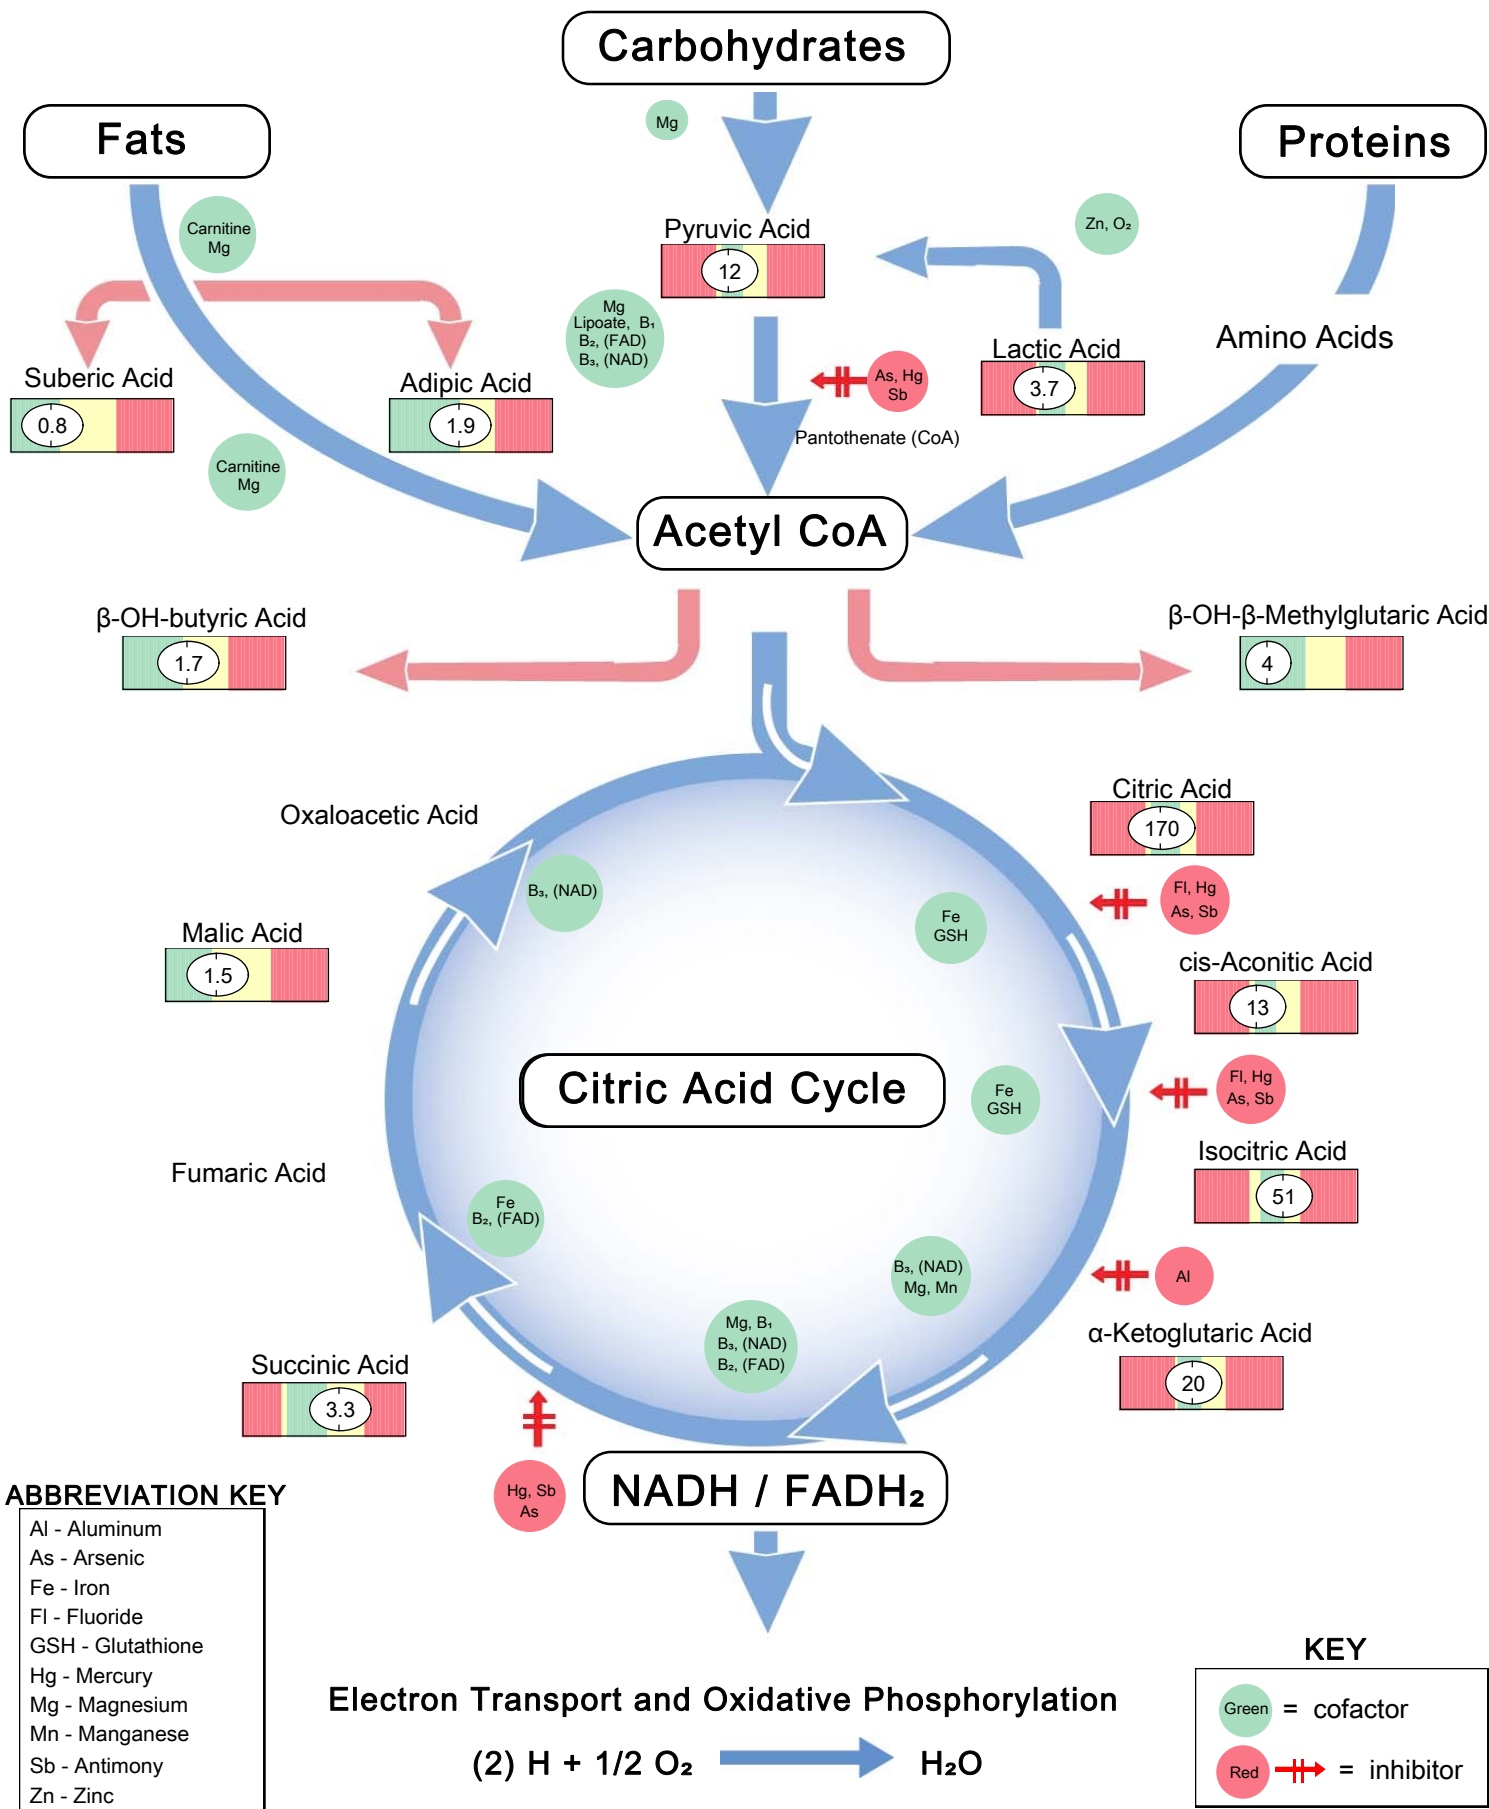 Carbohydrates
Fats
Proteins
Mg
Carnitine
Mg
Zn, O₂
Pyruvic Acid
12
Mg
Lipoate, B₁
B₂, (FAD)
B₃, (NAD)
Amino Acids
Lactic Acid
3.7
As, Hg
Sb
Suberic Acid
0.8
Adipic Acid
1.9
Pantothenate (CoA)
Carnitine
Mg
Acetyl CoA
β-OH-butyric Acid
1.7
β-OH-β-Methylglutaric Acid
4
Citric Acid
170
Oxaloacetic Acid
B₃, (NAD)
Fl, Hg
As, Sb
Fe
GSH
Malic Acid
1.5
cis-Aconitic Acid
13
Citric Acid Cycle
Fe
GSH
Fl, Hg
As, Sb
Isocitric Acid
51
Fumaric Acid
Fe
B₂, (FAD)
B₃, (NAD)
Mg, Mn
Al
Mg, B₁
B₃, (NAD)
B₂, (FAD)
α-Ketoglutaric Acid
20
Succinic Acid
3.3
Hg, Sb
As
NADH / FADH₂
ABBREVIATION KEY
Al - Aluminum
As - Arsenic
Fe - Iron
Fl - Fluoride
GSH - Glutathione
Hg - Mercury
Mg - Magnesium
Mn - Manganese
Sb - Antimony
Zn - Zinc
Electron Transport and Oxidative Phosphorylation
(2) H + 1/2 O₂ H₂O
KEY
Green = cofactor
Red = inhibitor